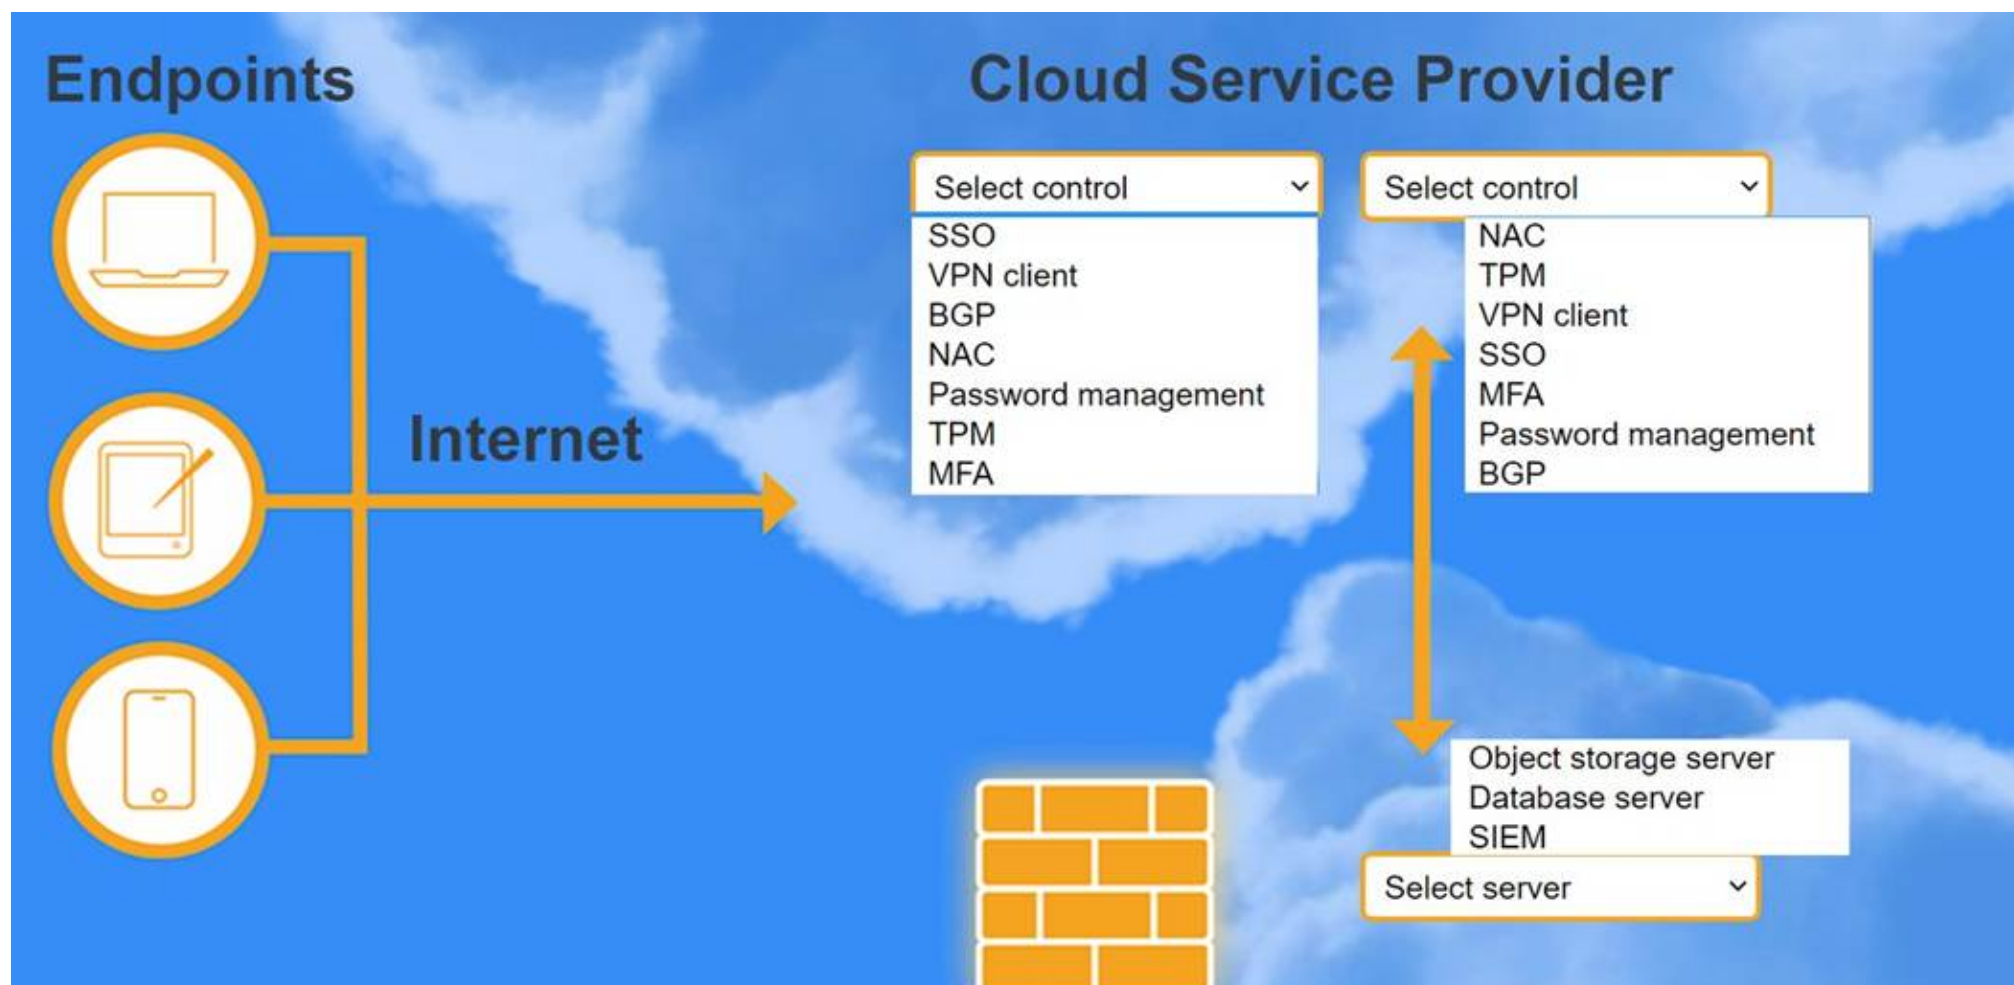 Endpoints
Cloud Service Provider
Select control
SSO
VPN client
BGP
NAC
Password management
TPM
MFA
Select control
NAC
TPM
VPN client
SSO
MFA
Password management
BGP
Internet
Object storage server
Database server
SIEM
Select server